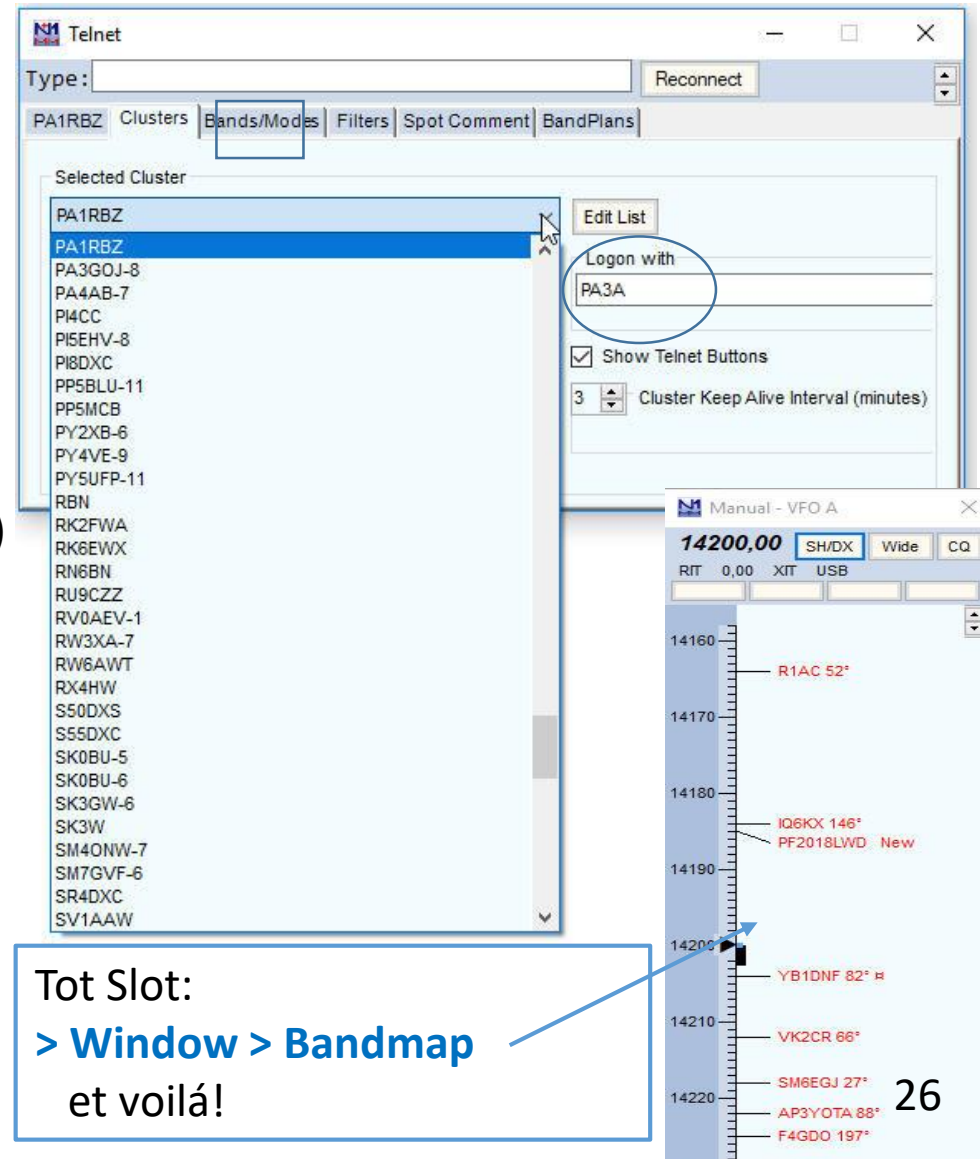 Telnet
Type: Reconnect
PA1RBZ Clusters Bands/Modes Filters Spot Comment BandPlans
Selected Cluster
PA1RBZ
Edit List
Logon with
PA3A
Show Telnet Buttons
3 Cluster Keep Alive Interval (minutes)
PA1RBZ
PA3GOJ-8
PA4AB-7
PI4CC
PI5EHV-8
PI8DXC
PP5BLU-11
PP5MCB
PY2XB-6
PY4VE-9
PY5UFP-11
RBN
RK2FWA
RK6EWX
RN6BN
RU9CZZ
RV0AEV-1
RW3XA-7
RW6AWT
RX4HW
S50DXS
S55DXC
SK0BU-5
SK0BU-6
SK3GW-6
SK3W
SM4ONW-7
SM7GVF-6
SR4DXC
SV1AAW
)
Manual - VFO A
14200,00 SH/DX Wide CQ
RIT 0,00 XIT USB
14160
R1AC 52°
14170
14180
IQ6KX 146°
PF2018LWD New
14190
14200
YB1DNF 82° ¤
14210
VK2CR 66°
SM6EGJ 27°
14220
AP3YOTA 88°
F4GDO 197°
Tot Slot:
> Window > Bandmap
et voilá!
26